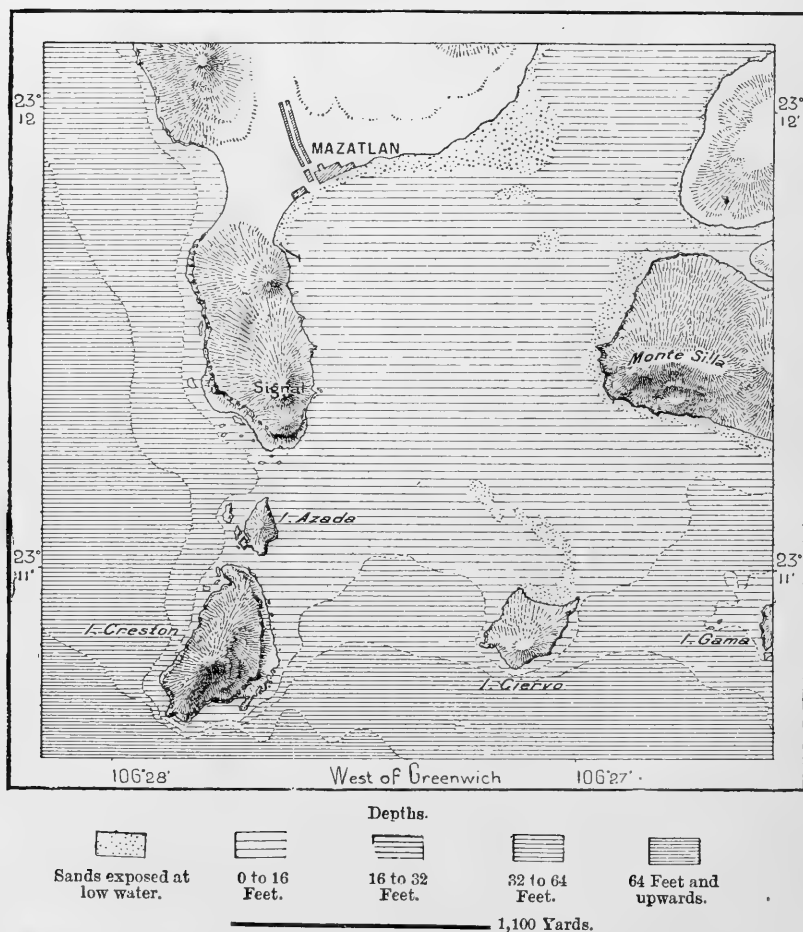 23°
12'
23°
12'
MAZATLAN
Monte Silla
Signal
I. Azada
23°
11'
23°
11'
I. Creston
I. Gama
I. Ciervo
106°28'
West of Greenwich
106°27'
Depths.
Sands exposed at
low water.
0 to 16
Feet.
16 to 32
Feet.
32 to 64
Feet.
64 Feet and
upwards.
1,100 Yards.